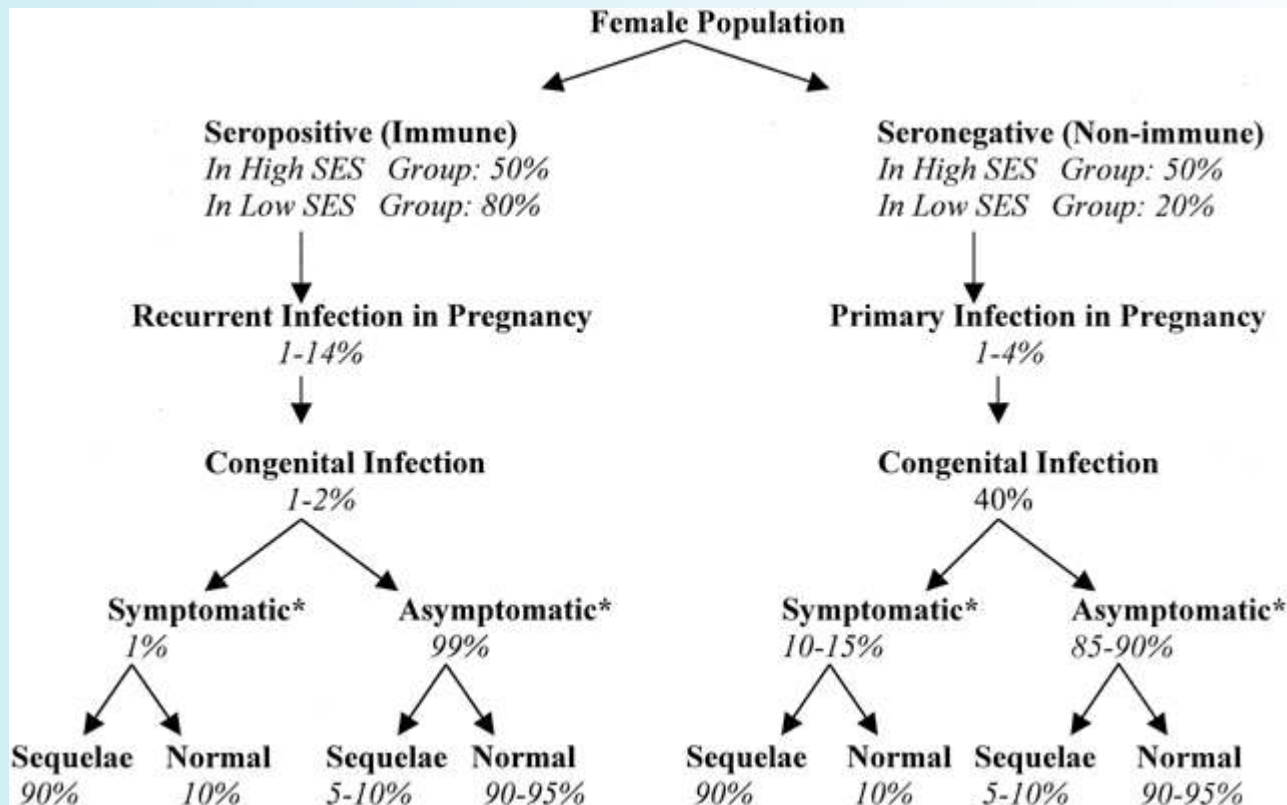 Female Population
Seropositive (Immune)
In High SES Group: 50%
In Low SES Group: 80%
Seronegative (Non-immune)
In High SES Group: 50%
In Low SES Group: 20%
Recurrent Infection in Pregnancy
1-14%
Primary Infection in Pregnancy
1-4%
Congenital Infection
1-2%
Congenital Infection
40%
Symptomatic*
1%
Asymptomatic*
99%
Symptomatic*
10-15%
Asymptomatic*
85-90%
Sequelae
90%
Normal
10%
Sequelae
5-10%
Normal
90-95%
Sequelae
90%
Normal
10%
Sequelae
5-10%
Normal
90-95%